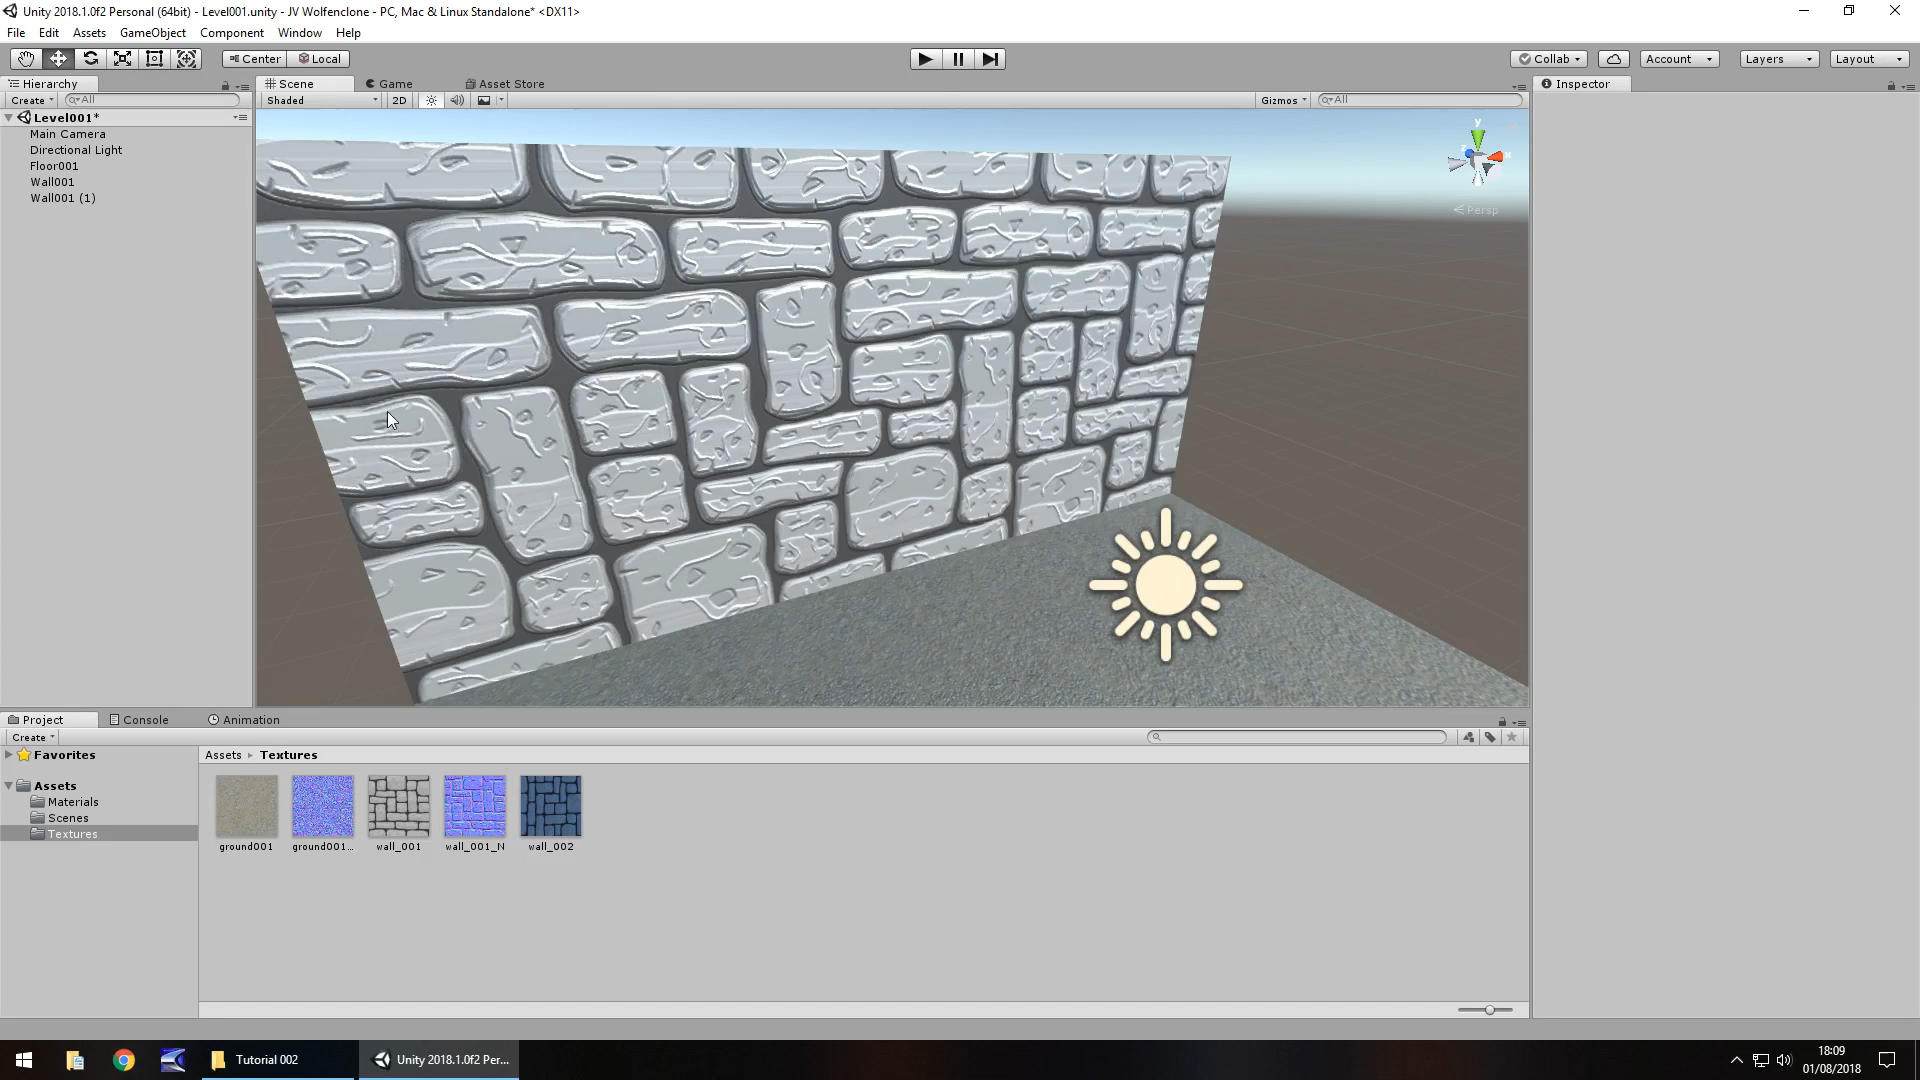 Unity 2018.1.0f2 Personal (64bit) - Level001.unity - JV Wolfenclone - PC, Mac & Linux Standalone* <DX11>
File Edit Assets GameObject Component Window Help
Center Local Collab Account Layers Layout
Hierarchy Scene Game Asset Store Inspector
Create All Shaded 2D Gizmos All
Level001*
Main Camera
Directional Light
Floor001
Wall001
Wall001 (1)
y
z x
Persp
Project Console Animation
Create
Favorites Assets Textures
Assets
Materials
Scenes
Textures
ground001 ground001... wall_001 wall_001_N wall_002
Tutorial 002 Unity 2018.1.0f2 Per...
18:09
01/08/2018